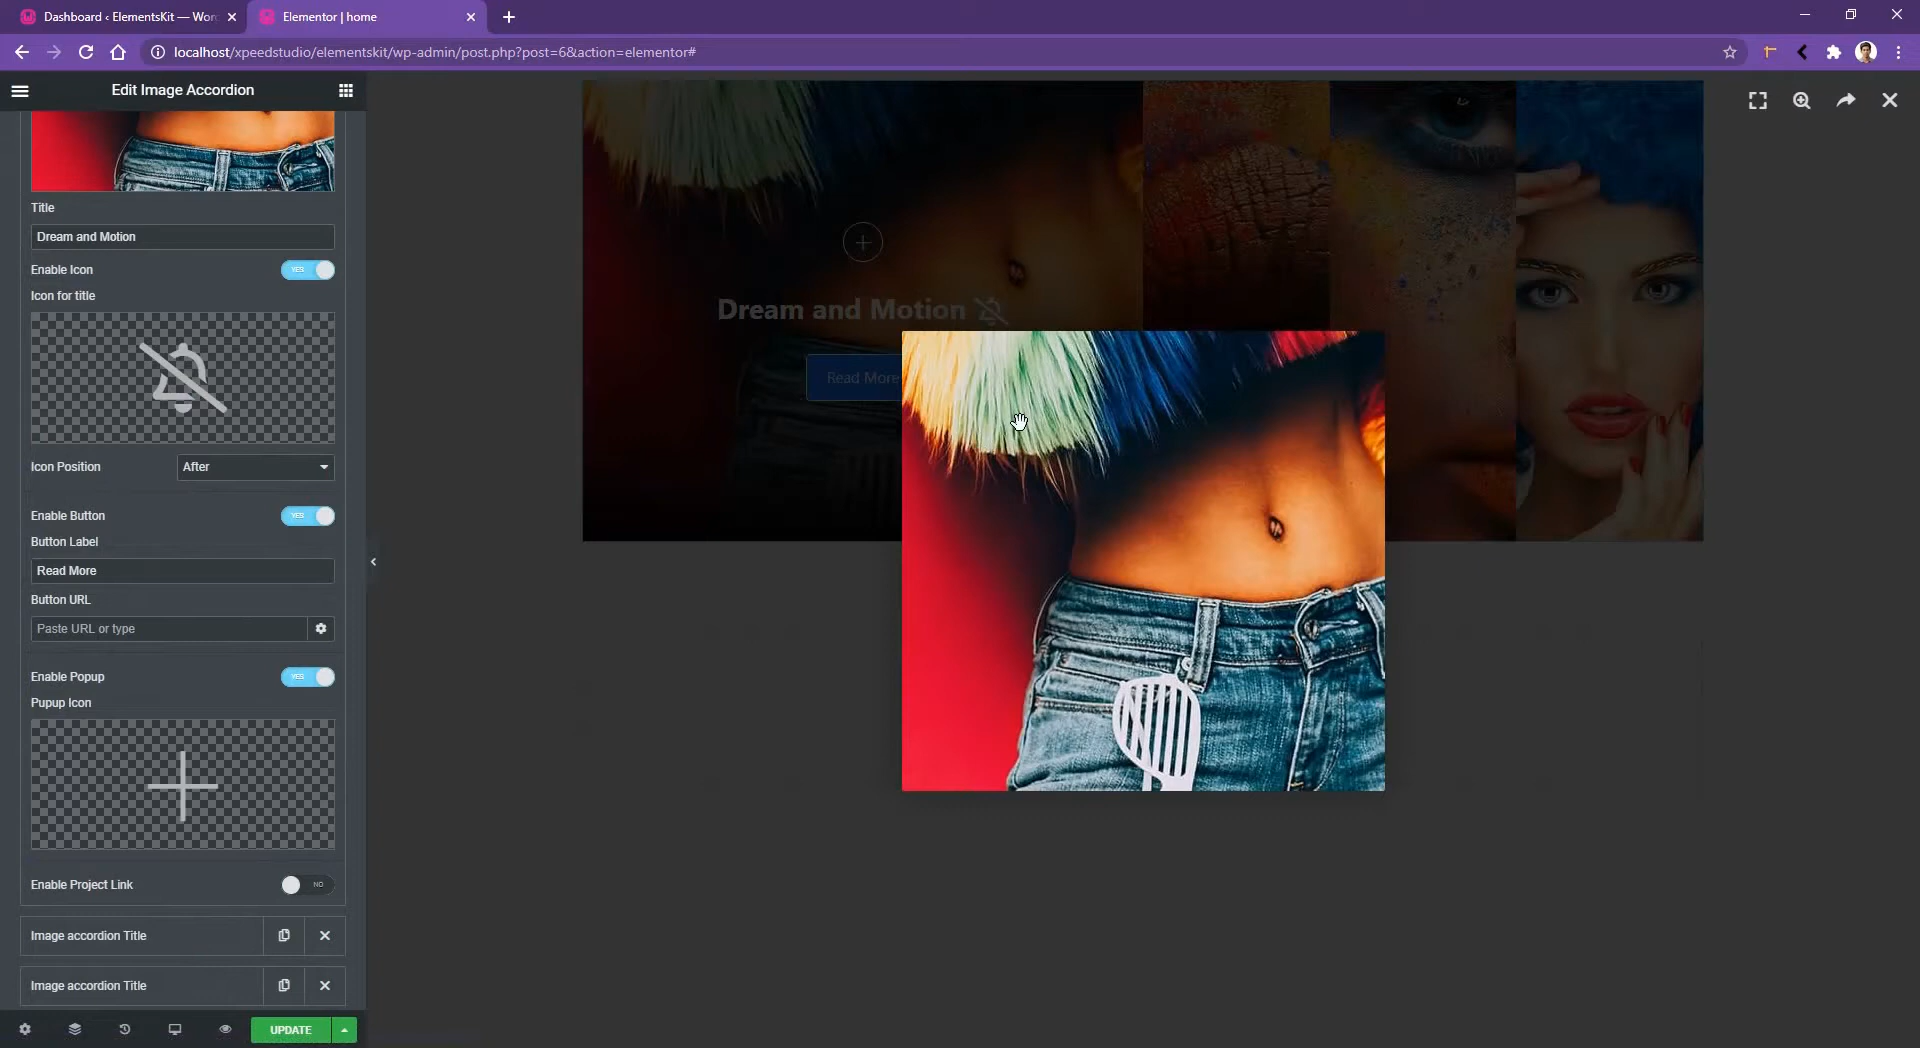 Dashboard ‹ ElementsKit — Wor
Elementor | home
localhost/xpeedstudio/elementskit/wp-admin/post.php?post=6&action=elementor#
Edit Image Accordion
Title
Dream and Motion
Enable Icon
YES
Icon for title
Icon Position
After
Enable Button
YES
Button Label
Read More
Button URL
Paste URL or type
Enable Popup
YES
Pupup Icon
Enable Project Link
NO
Image accordion Title
Image accordion Title
UPDATE
Dream and Motion
Read More